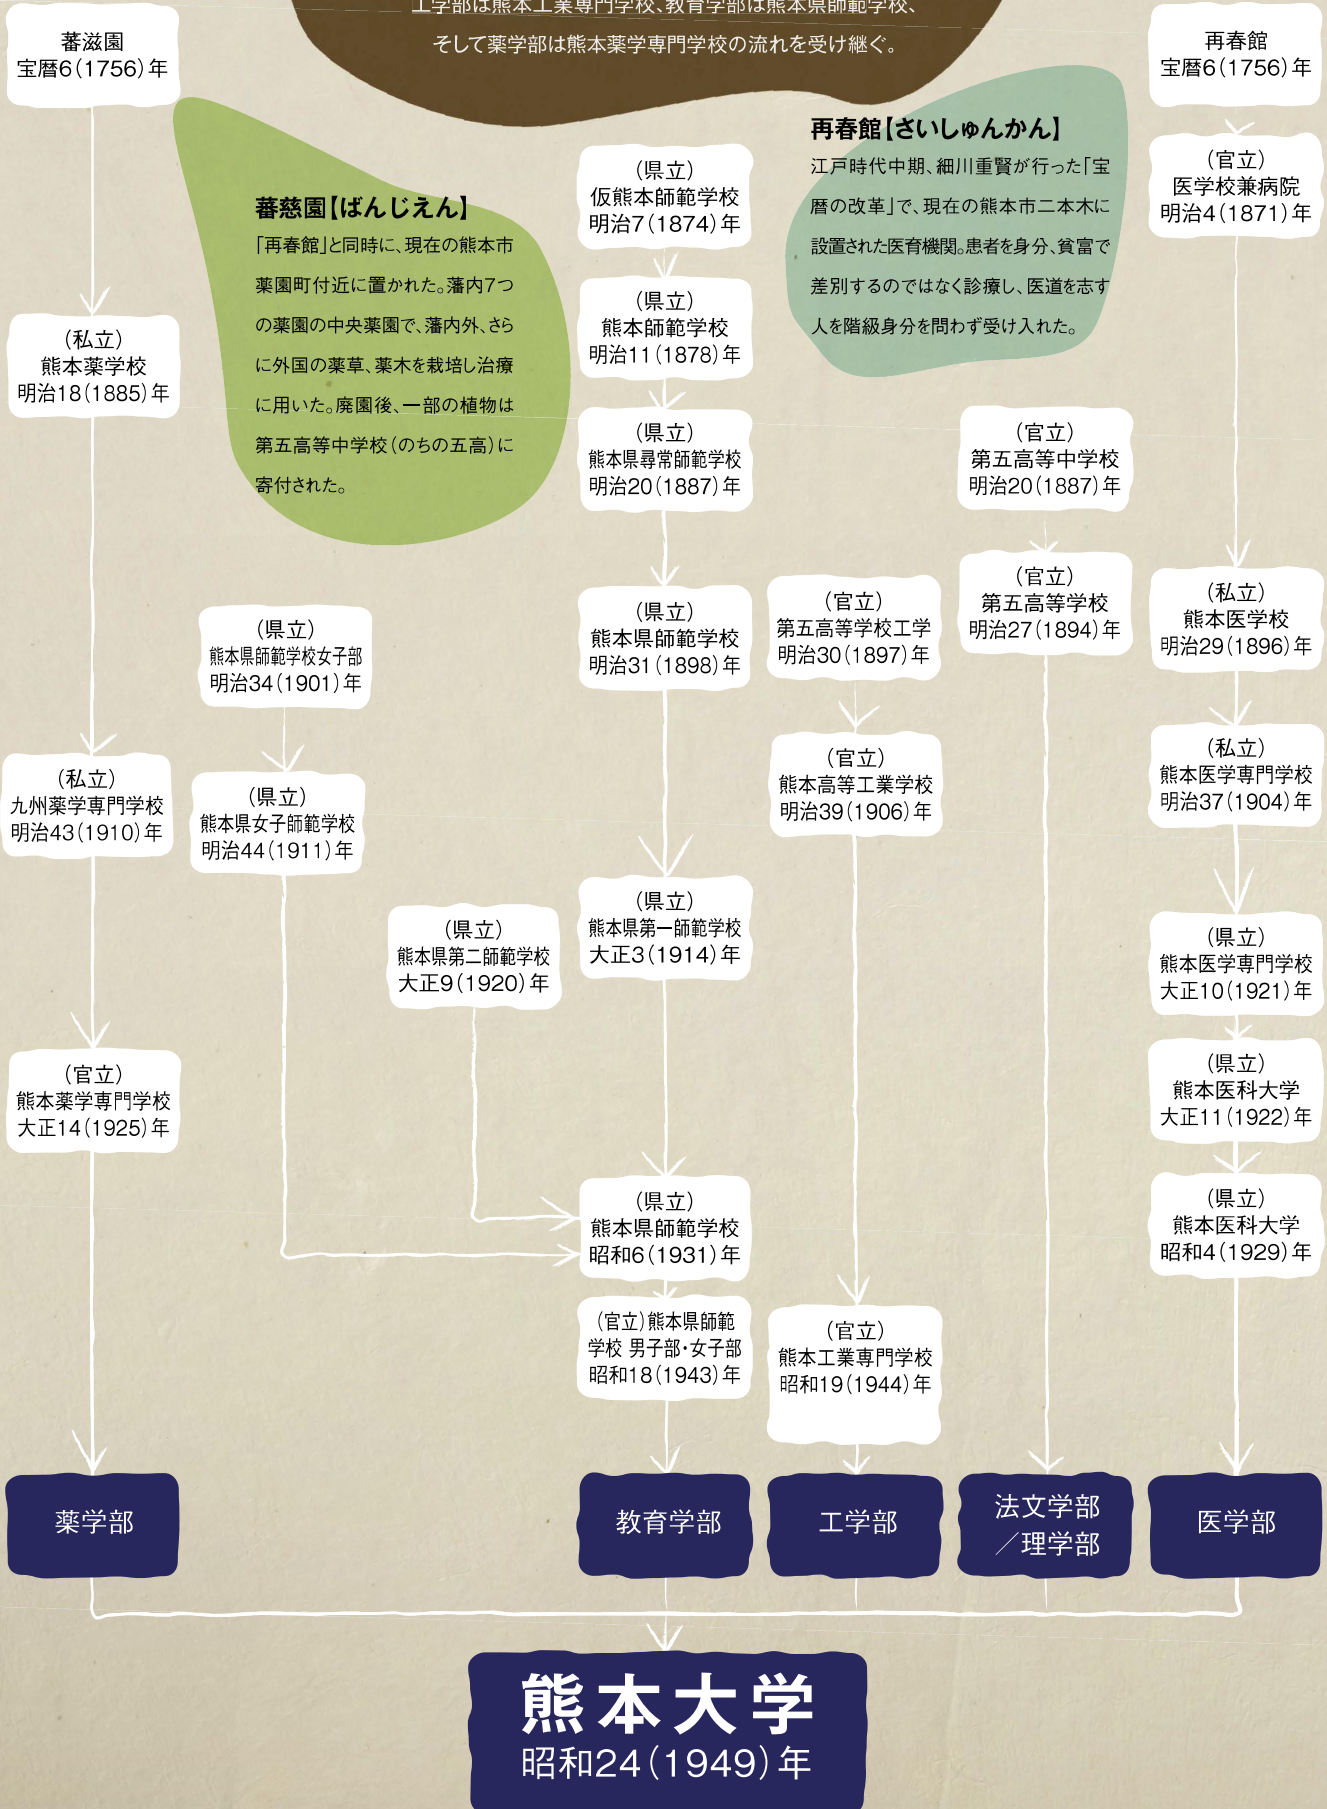 工学部は熊本工業専門学校、教育学部は熊本県師範学校、
そして薬学部は熊本薬学専門学校の流れを受け継ぐ。
蕃滋園
宝暦6(1756)年
(私立)
熊本薬学校
明治18(1885)年
(私立)
九州薬学専門学校
明治43(1910)年
(官立)
熊本薬学専門学校
大正14(1925)年
薬学部
蕃慈園【ばんじえん】
「再春館」と同時に、現在の熊本市
薬園町付近に置かれた。藩内7つ
の薬園の中央薬園で、藩内外、さら
に外国の薬草、薬木を栽培し治療
に用いた。廃園後、一部の植物は
第五高等中学校(のちの五高)に
寄付された。
(県立)
熊本県師範学校女子部
明治34(1901)年
(県立)
熊本県女子師範学校
明治44(1911)年
(県立)
熊本県第二師範学校
大正9(1920)年
(県立)
仮熊本師範学校
明治7(1874)年
(県立)
熊本師範学校
明治11(1878)年
(県立)
熊本県尋常師範学校
明治20(1887)年
(県立)
熊本県師範学校
明治31(1898)年
(県立)
熊本県第一師範学校
大正3(1914)年
(県立)
熊本県師範学校
昭和6(1931)年
(官立)熊本県師範
学校 男子部・女子部
昭和18(1943)年
教育学部
(官立)
第五高等学校工学
明治30(1897)年
(官立)
熊本高等工業学校
明治39(1906)年
(官立)
熊本工業専門学校
昭和19(1944)年
工学部
再春館【さいしゅんかん】
江戸時代中期、細川重賢が行った「宝
暦の改革」で、現在の熊本市二本木に
設置された医育機関。患者を身分、貧富で
差別するのではなく診療し、医道を志す
人を階級身分を問わず受け入れた。
(官立)
第五高等中学校
明治20(1887)年
(官立)
第五高等学校
明治27(1894)年
法文学部
／理学部
再春館
宝暦6(1756)年
(官立)
医学校兼病院
明治4(1871)年
(私立)
熊本医学校
明治29(1896)年
(私立)
熊本医学専門学校
明治37(1904)年
(県立)
熊本医学専門学校
大正10(1921)年
(県立)
熊本医科大学
大正11(1922)年
(県立)
熊本医科大学
昭和4(1929)年
医学部
熊本大学
昭和24(1949)年